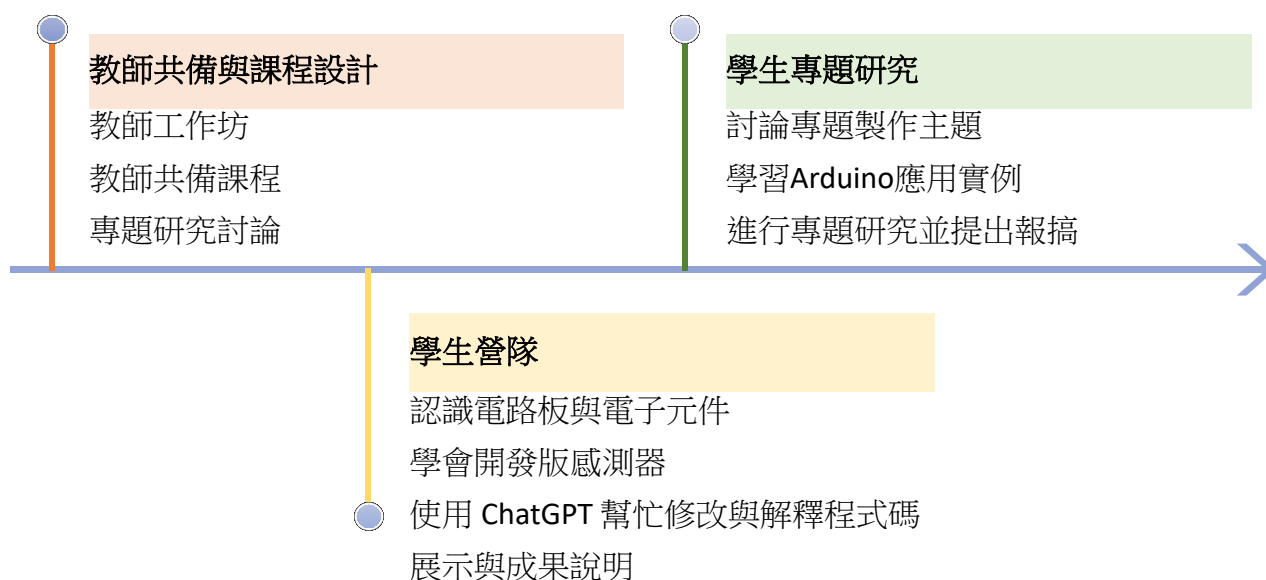 教師共備與課程設計
教師工作坊
教師共備課程
專題研究討論
學生專題研究
討論專題製作主題
學習Arduino應用實例
進行專題研究並提出報搞
學生營隊
認識電路板與電子元件
學會開發版感測器
使用 ChatGPT 幫忙修改與解釋程式碼
展示與成果說明